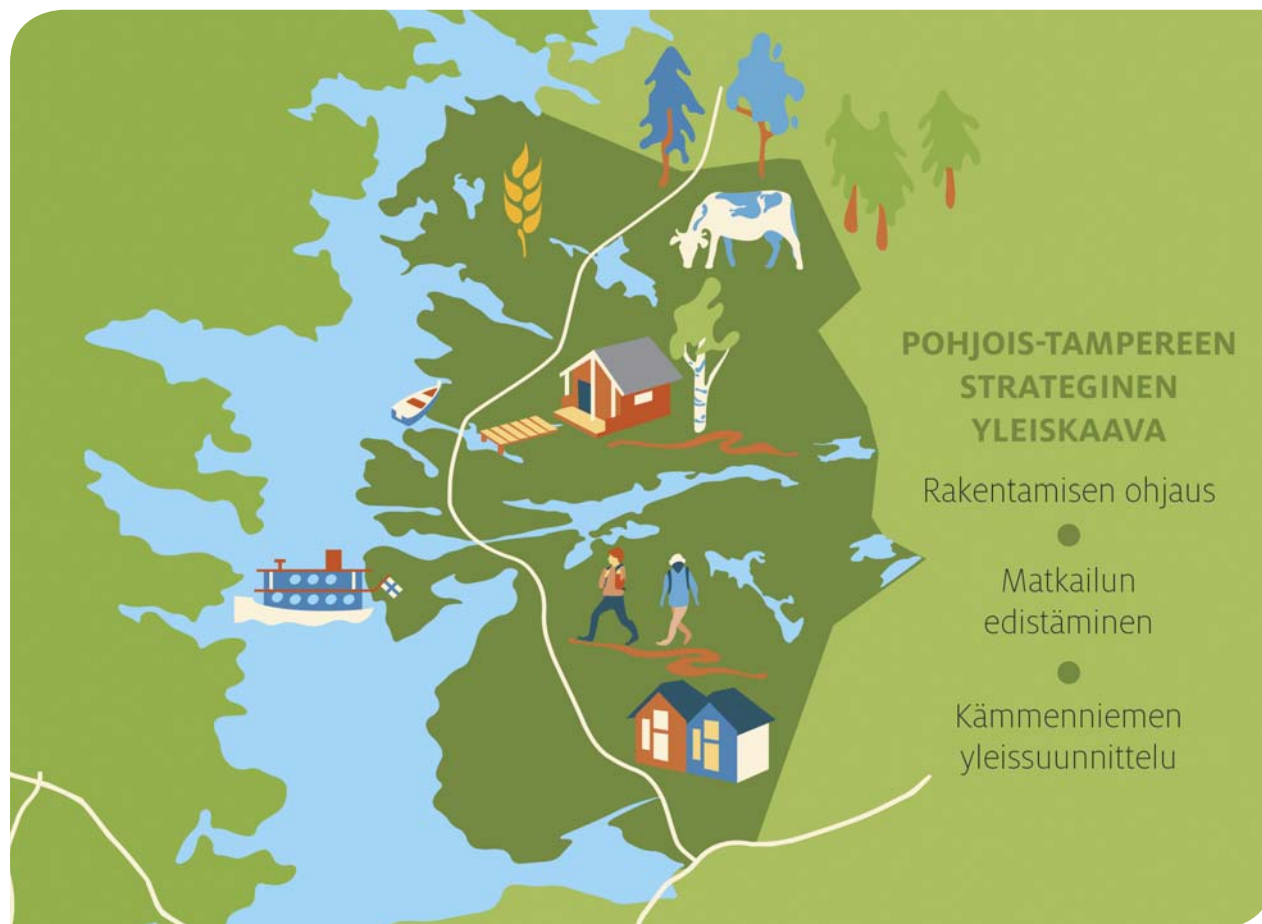 POHJOIS-TAMPEREEN
STRATEGINEN
YLEISKAAVA
Rakentamisen ohjaus
Matkailun
edistäminen
Kämmenniemen
yleissuunnittelu